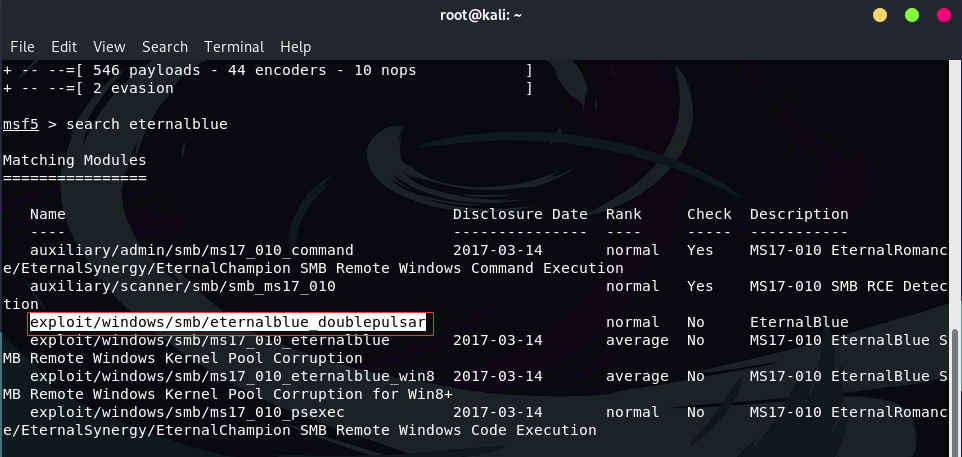 root@kali: ~
File Edit View Search Terminal Help
+ -- --=[ 546 payloads - 44 encoders - 10 nops            ]
+ -- --=[ 2 evasion                                       ]
msf5 > search eternalblue
Matching Modules
================
   Name                                           Disclosure Date  Rank     Check  Description
   ----                                           ---------------  ----     -----  -----------
   auxiliary/admin/smb/ms17_010_command           2017-03-14       normal   Yes    MS17-010 EternalRomanc
e/EternalSynergy/EternalChampion SMB Remote Windows Command Execution
   auxiliary/scanner/smb/smb_ms17_010                              normal   Yes    MS17-010 SMB RCE Detec
tion
   exploit/windows/smb/eternalblue_doublepulsar                    normal   No     EternalBlue
   exploit/windows/smb/ms17_010_eternalblue       2017-03-14       average  No     MS17-010 EternalBlue S
MB Remote Windows Kernel Pool Corruption
   exploit/windows/smb/ms17_010_eternalblue_win8  2017-03-14       average  No     MS17-010 EternalBlue S
MB Remote Windows Kernel Pool Corruption for Win8+
   exploit/windows/smb/ms17_010_psexec            2017-03-14       normal   No     MS17-010 EternalRomanc
e/EternalSynergy/EternalChampion SMB Remote Windows Code Execution